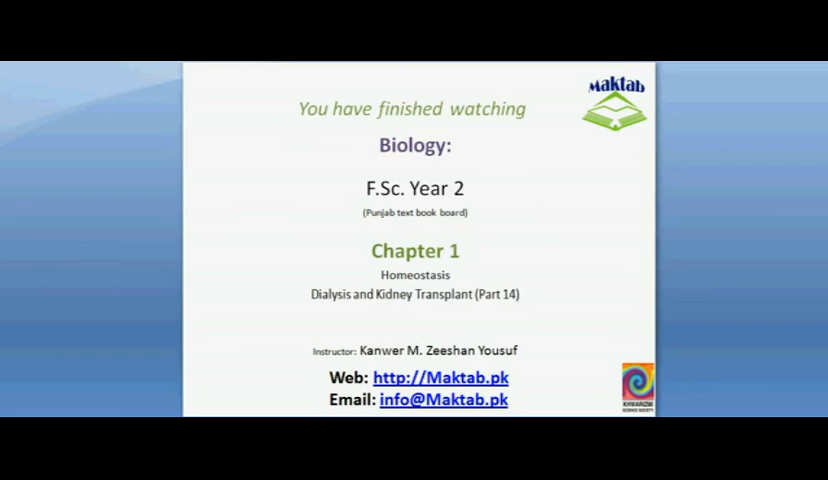 Maktab
You have finished watching
Biology:
F.Sc. Year 2
(Punjab text book board)
Chapter 1
Homeostasis
Dialysis and Kidney Transplant (Part 14)
Instructor: Kanwer M. Zeeshan Yousuf
Web: http://Maktab.pk
Email: info@Maktab.pk
KHWARIZMI
SCIENCE SOCIETY